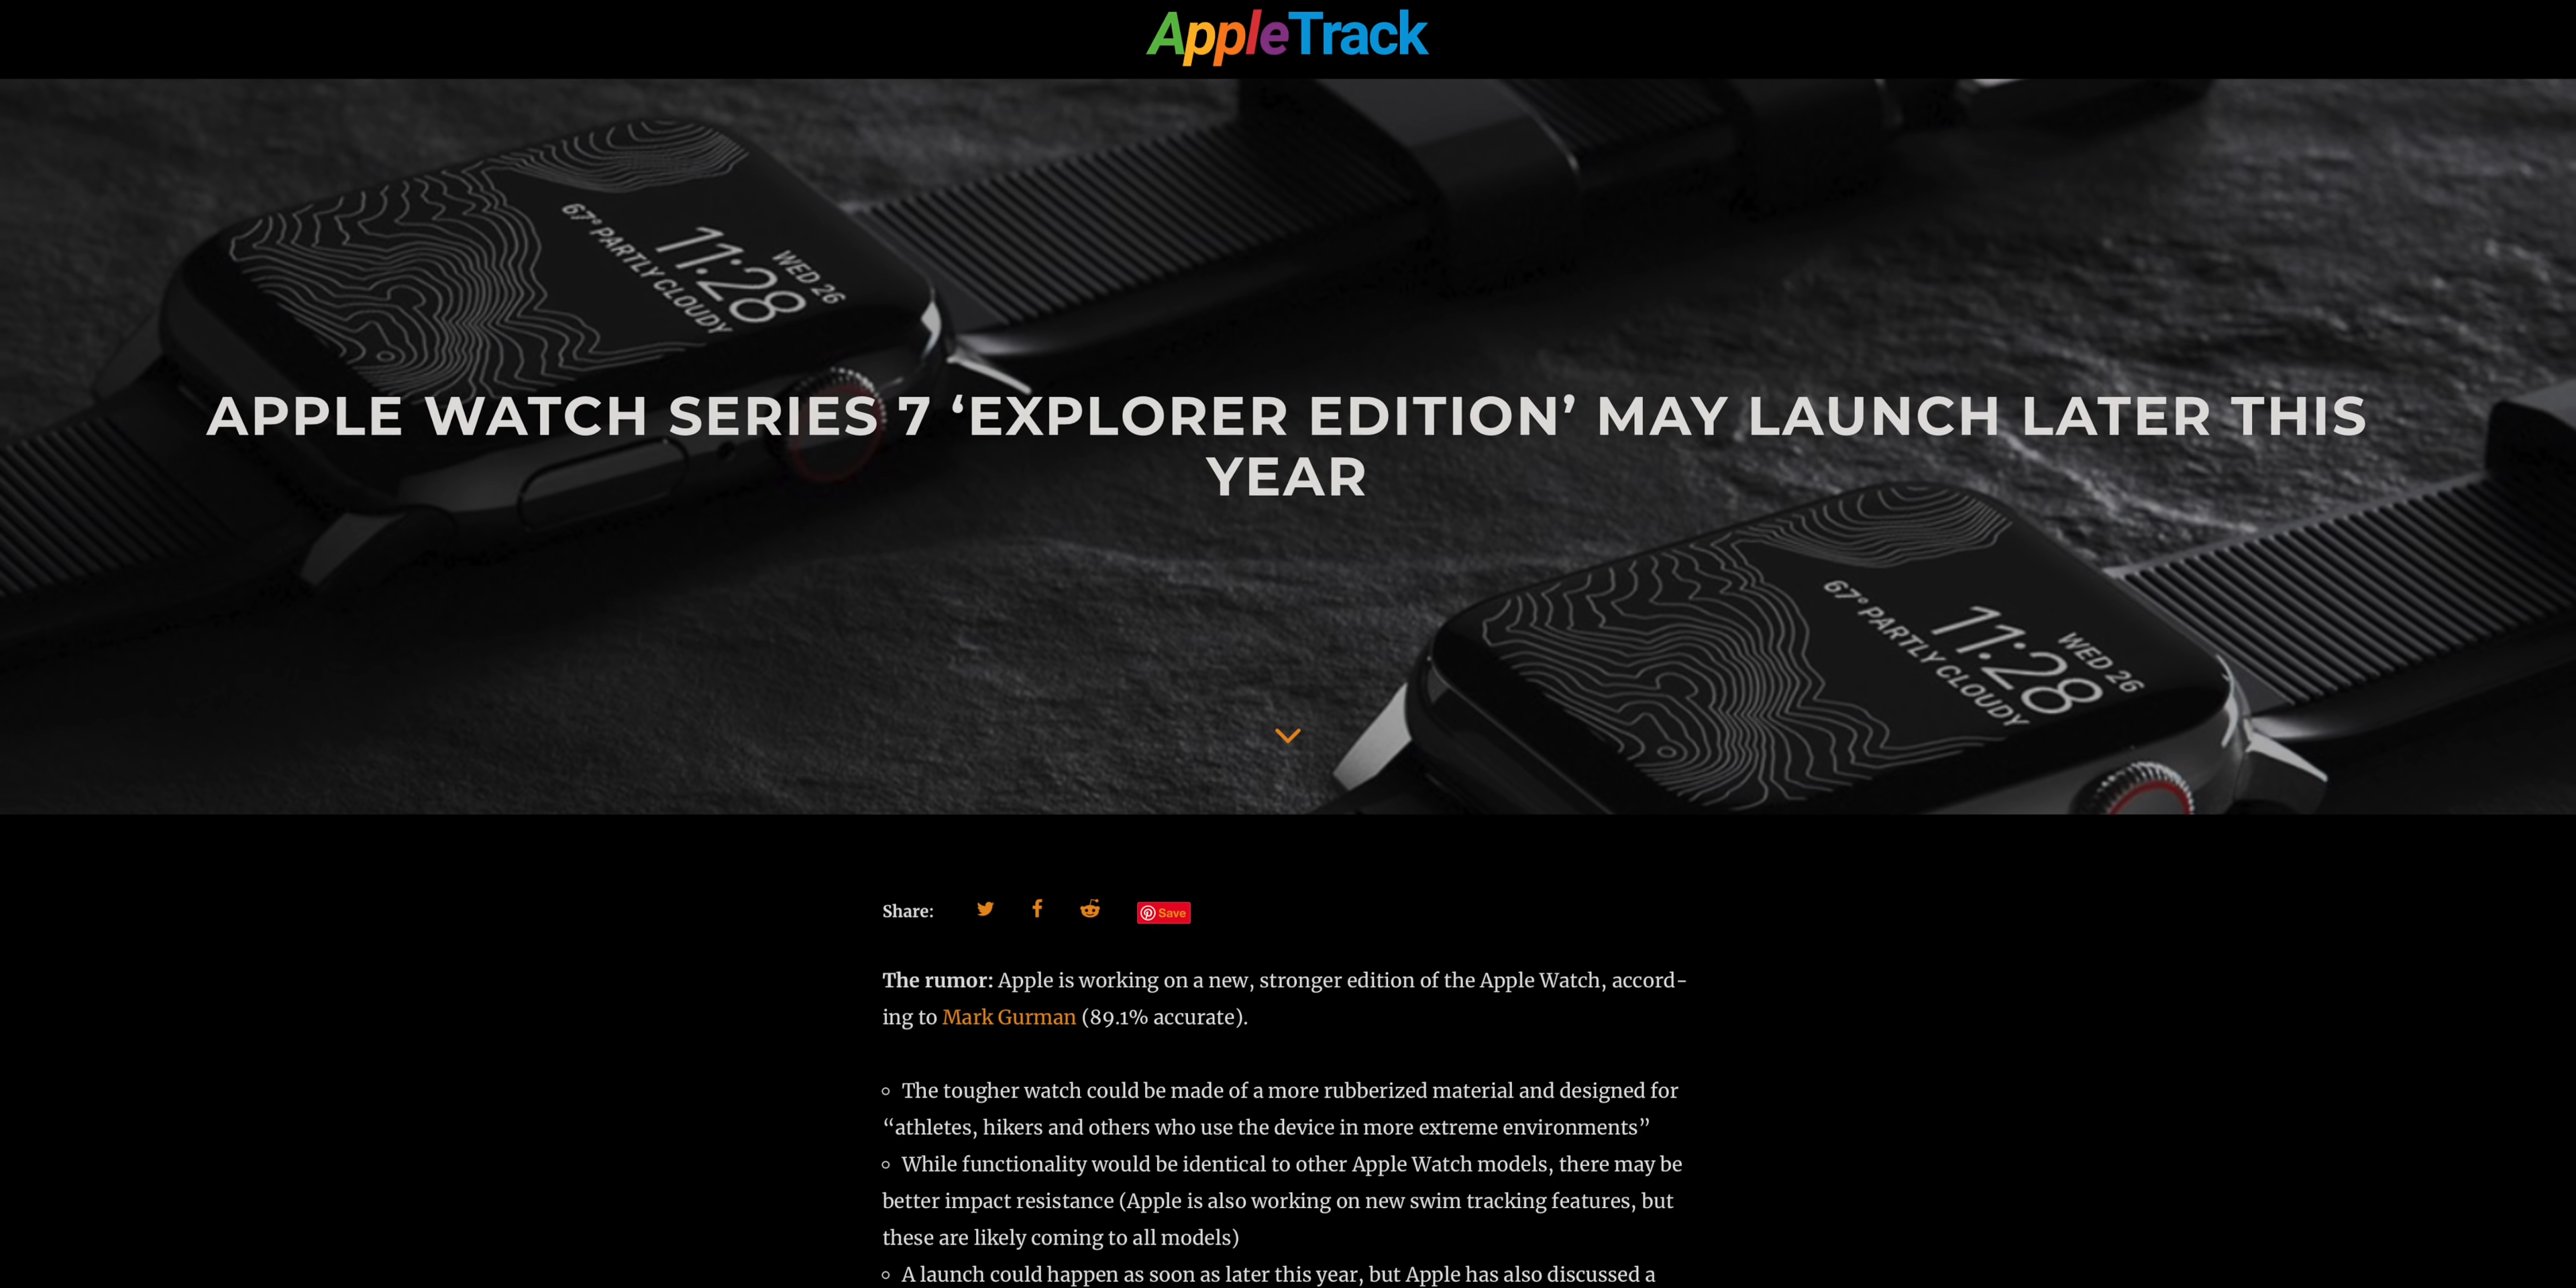 AppleTrack
WED 26
11:28
67° PARTLY CLOUDY
APPLE WATCH SERIES 7 ‘EXPLORER EDITION’ MAY LAUNCH LATER THIS
YEAR
WED 26
11:28
67° PARTLY CLOUDY
Share:
Save
The rumor: Apple is working on a new, stronger edition of the Apple Watch, accord-
ing to Mark Gurman (89.1% accurate).
◦ The tougher watch could be made of a more rubberized material and designed for
“athletes, hikers and others who use the device in more extreme environments”
◦ While functionality would be identical to other Apple Watch models, there may be
better impact resistance (Apple is also working on new swim tracking features, but
these are likely coming to all models)
◦ A launch could happen as soon as later this year, but Apple has also discussed a